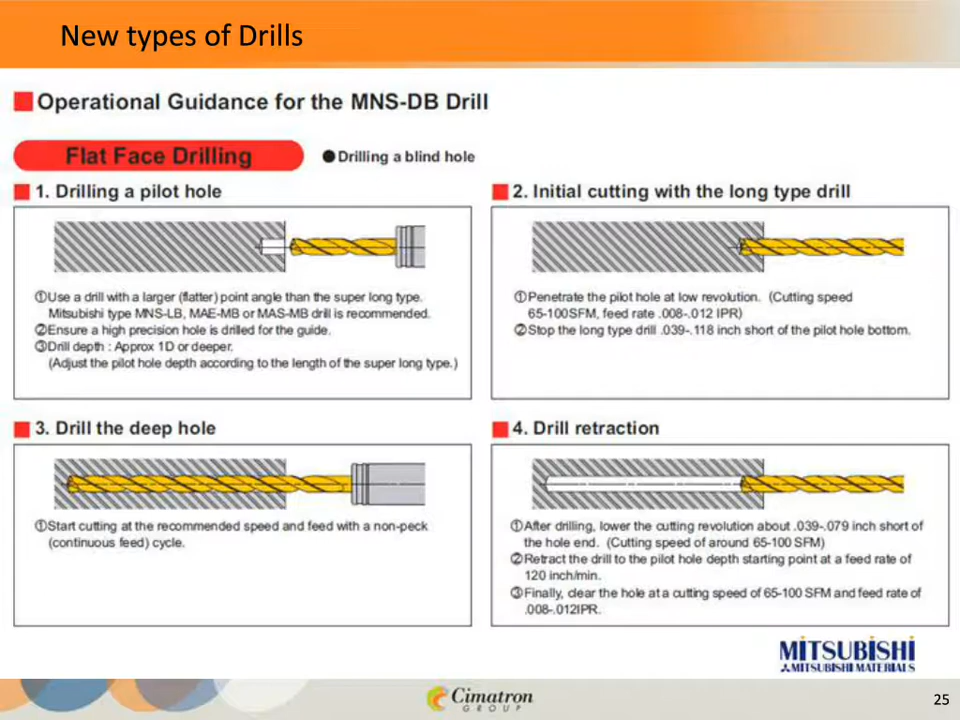 New types of Drills
Operational Guidance for the MNS-DB Drill
Flat Face Drilling
●Drilling a blind hole
1. Drilling a pilot hole
①Use a drill with a larger (flatter) point angle than the super long type.
Mitsubishi type MNS-LB, MAE-MB or MAS-MB drill is recommended.
②Ensure a high precision hole is drilled for the guide.
③Drill depth : Approx 1D or deeper.
(Adjust the pilot hole depth according to the length of the super long type.)
2. Initial cutting with the long type drill
①Penetrate the pilot hole at low revolution. (Cutting speed
65-100SFM, feed rate .008-.012 IPR)
②Stop the long type drill .039-.118 inch short of the pilot hole bottom.
3. Drill the deep hole
①Start cutting at the recommended speed and feed with a non-peck
(continuous feed) cycle.
4. Drill retraction
①After drilling, lower the cutting revolution about .039-.079 inch short of
the hole end. (Cutting speed of around 65-100 SFM)
②Retract the drill to the pilot hole depth starting point at a feed rate of
120 inch/min.
③Finally, clear the hole at a cutting speed of 65-100 SFM and feed rate of
.008-.012IPR.
MITSUBISHI
MITSUBISHI MATERIALS
Cimatron
GROUP
25